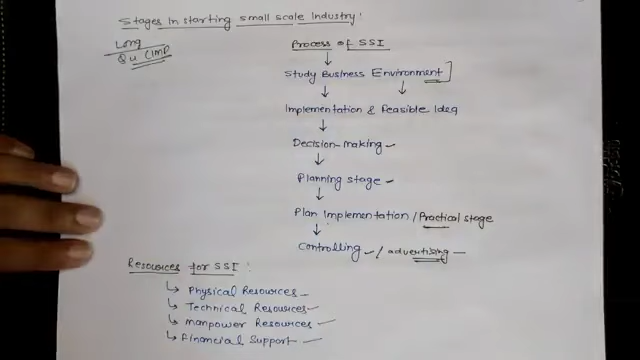 Stages in starting small scale Industry:
Long
Qu (IMP
Process of SSI
Study Business Environment
Implementation & Feasible Idea
Decision-making
Planning stage
Plan Implementation/Practical stage
Controlling / advertising
Resources for SSI:
Physical Resources
Technical Resources
Manpower Resources
Financial Support